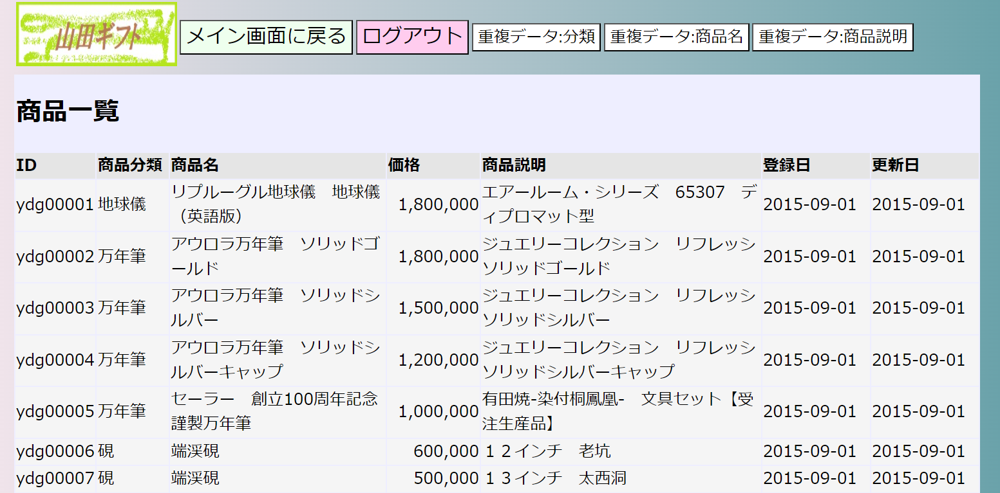 山田ギフト メイン画面に戻る ログアウト 重複データ:分類 重複データ:商品名 重複データ:商品説明
商品一覧
ID 商品分類 商品名 価格 商品説明 登録日 更新日
ydg00001 地球儀 リプルーグル地球儀　地球儀 1,800,000 エアールーム・シリーズ　65307　デ 2015-09-01 2015-09-01
（英語版） ィプロマット型
ydg00002 万年筆 アウロラ万年筆　ソリッドゴ 1,800,000 ジュエリーコレクション　リフレッシ 2015-09-01 2015-09-01
ールド ソリッドゴールド
ydg00003 万年筆 アウロラ万年筆　ソリッドシ 1,500,000 ジュエリーコレクション　リフレッシ 2015-09-01 2015-09-01
ルバー ソリッドシルバー
ydg00004 万年筆 アウロラ万年筆　ソリッドシ 1,200,000 ジュエリーコレクション　リフレッシ 2015-09-01 2015-09-01
ルバーキャップ ソリッドシルバーキャップ
ydg00005 万年筆 セーラー　創立100周年記念 1,000,000 有田焼-染付桐鳳凰-　文具セット【受 2015-09-01 2015-09-01
謹製万年筆 注生産品】
ydg00006 硯 端渓硯 600,000 １２インチ　老坑 2015-09-01 2015-09-01
ydg00007 硯 端渓硯 500,000 １３インチ　太西洞 2015-09-01 2015-09-01